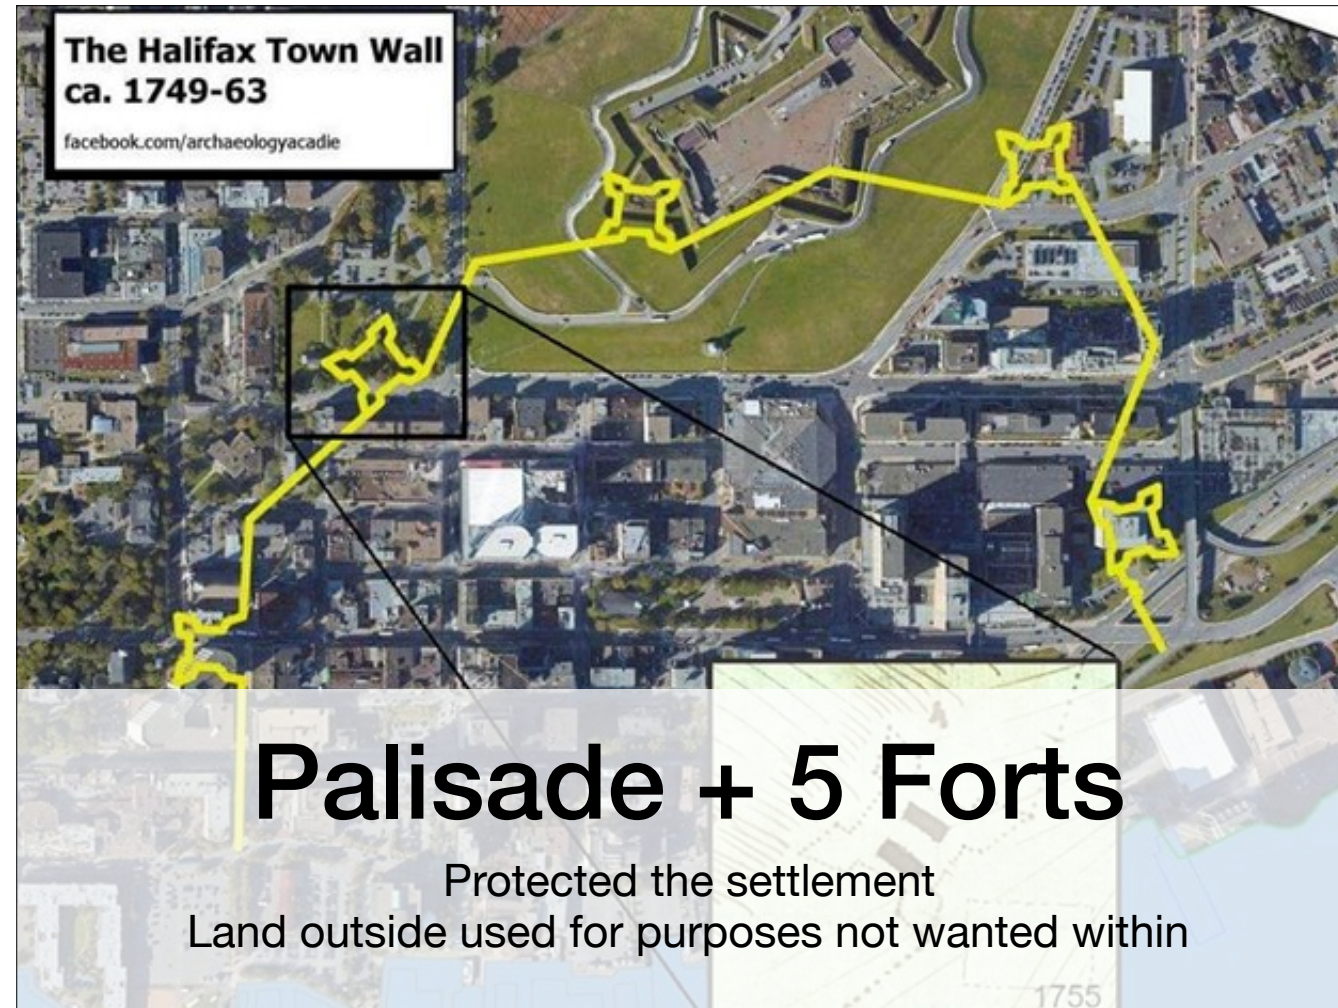 The Halifax Town Wall
ca. 1749-63
facebook.com/archaeologyacadie
Palisade + 5 Forts
Protected the settlement
Land outside used for purposes not wanted within
1755